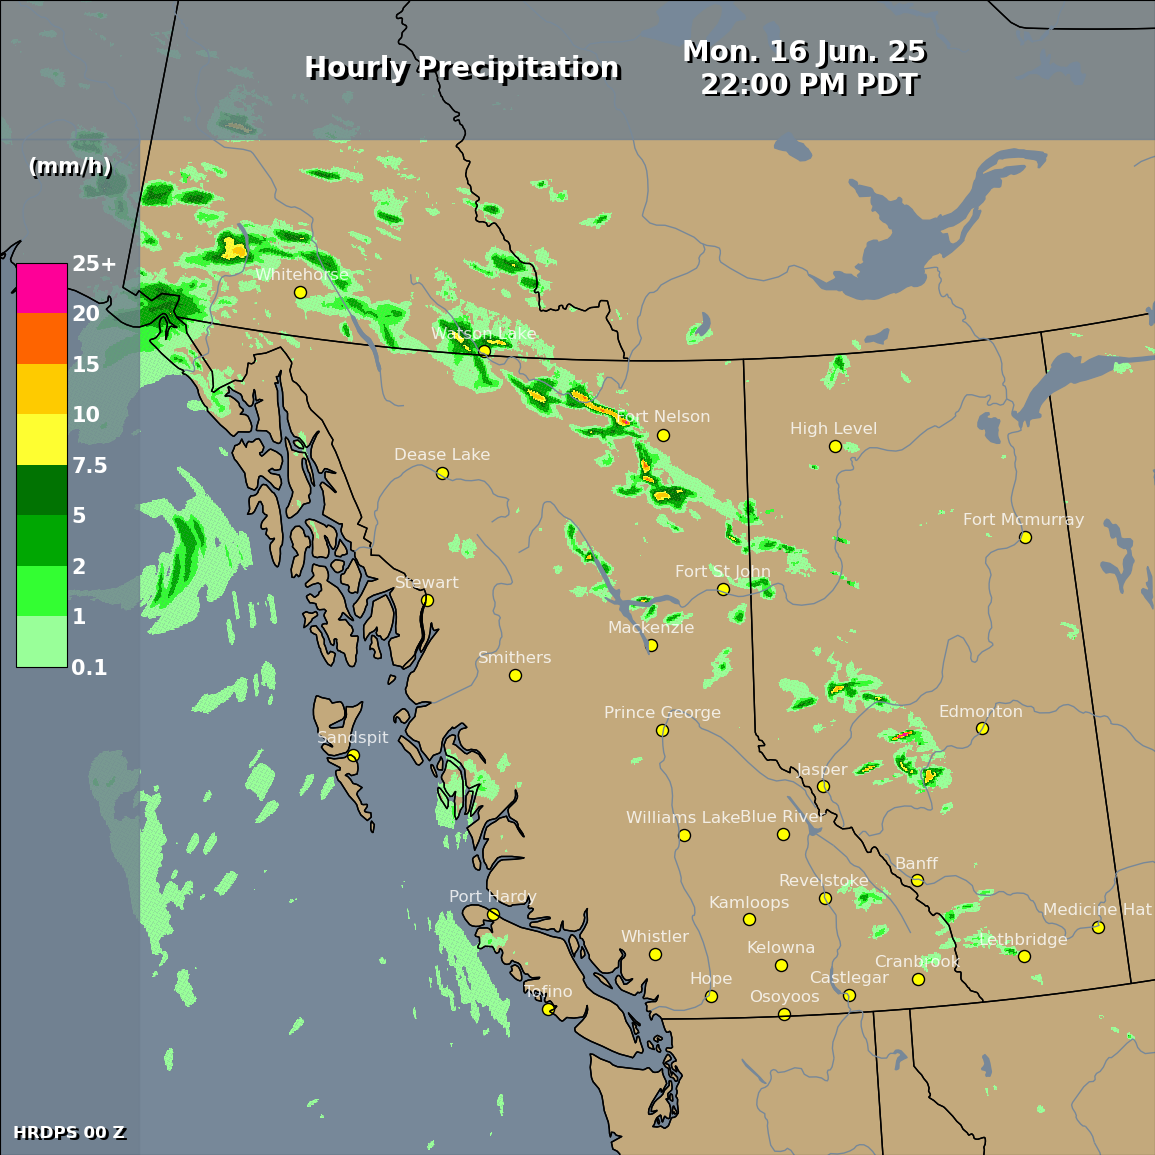 Hourly Precipitation
Mon. 16 Jun. 25
22:00 PM PDT
(mm/h)
25+
20
15
10
7.5
5
2
1
0.1
Whitehorse
Watson Lake
Fort Nelson
High Level
Dease Lake
Fort Mcmurray
Stewart
Fort St John
Mackenzie
Smithers
Prince George
Edmonton
Sandspit
Jasper
Williams Lake
Blue River
Banff
Revelstoke
Port Hardy
Kamloops
Medicine Hat
Whistler
Kelowna
Lethbridge
Cranbrook
Hope
Castlegar
Tofino
Osoyoos
HRDPS 00 Z